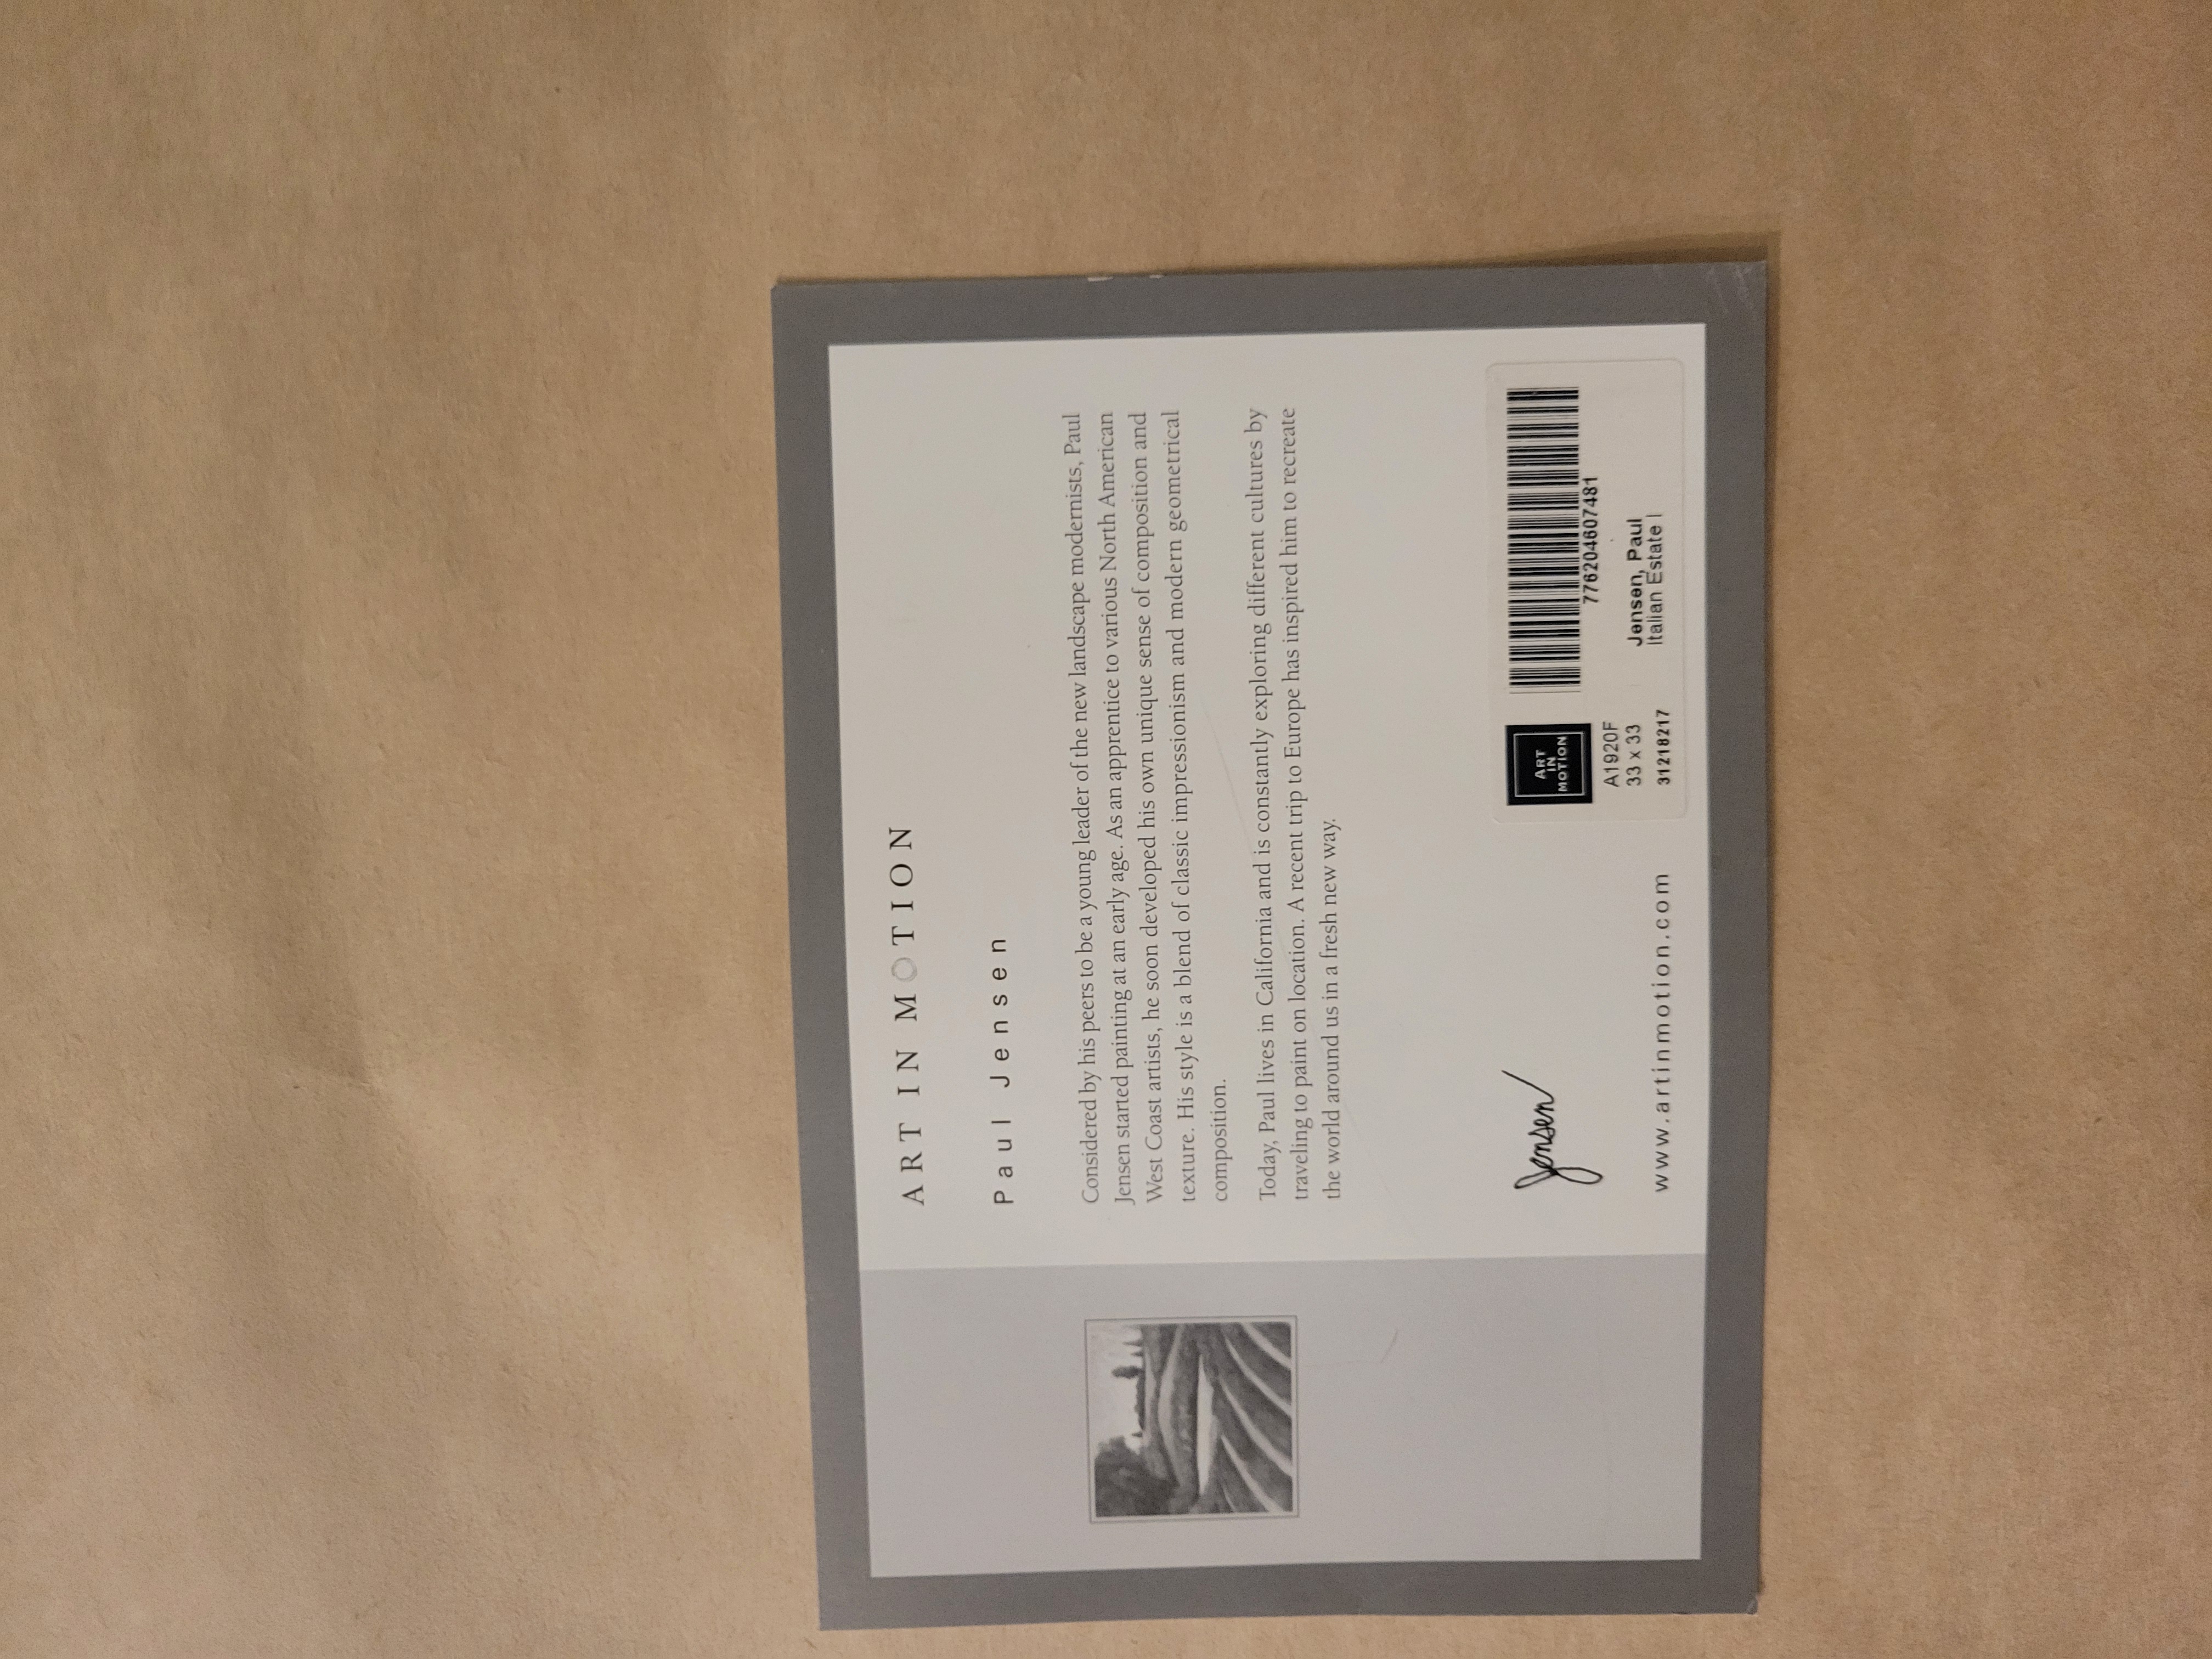 ART IN MOTION
Paul Jensen
Considered by his peers to be a young leader of the new landscape modernists, Paul
Jensen started painting at an early age. As an apprentice to various North American
West Coast artists, he soon developed his own unique sense of composition and
texture. His style is a blend of classic impressionism and modern geometrical
composition.
Today, Paul lives in California and is constantly exploring different cultures by
traveling to paint on location. A recent trip to Europe has inspired him to recreate
the world around us in a fresh new way.
Jensen
www.artinmotion.com
ART
IN
MOTION
A1920F
33 x 33
31218217
776204607481
Jensen, Paul
Italian Estate I